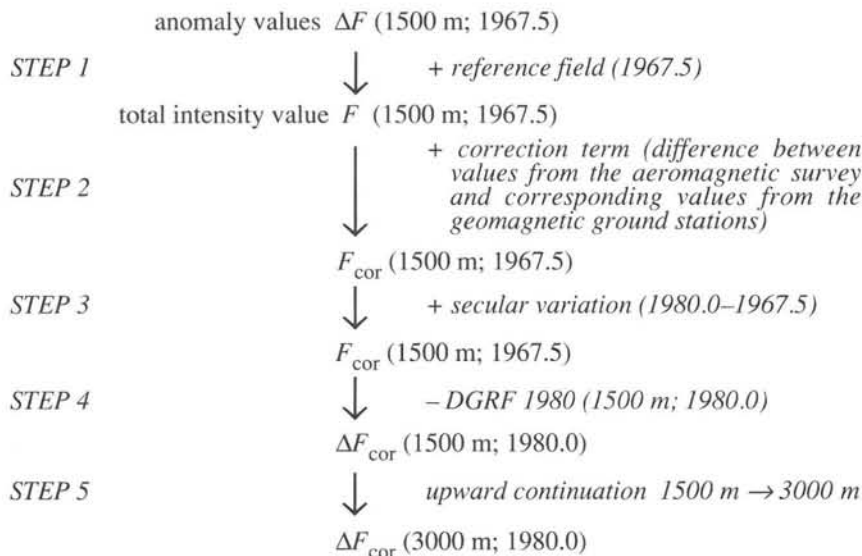 anomaly values ΔF (1500 m; 1967.5)
STEP 1 + reference field (1967.5)
total intensity value F (1500 m; 1967.5)
+ correction term (difference between
values from the aeromagnetic survey
STEP 2 and corresponding values from the
geomagnetic ground stations)
F_cor (1500 m; 1967.5)
STEP 3 + secular variation (1980.0–1967.5)
F_cor (1500 m; 1967.5)
STEP 4 – DGRF 1980 (1500 m; 1980.0)
ΔF_cor (1500 m; 1980.0)
STEP 5 upward continuation 1500 m → 3000 m
ΔF_cor (3000 m; 1980.0)